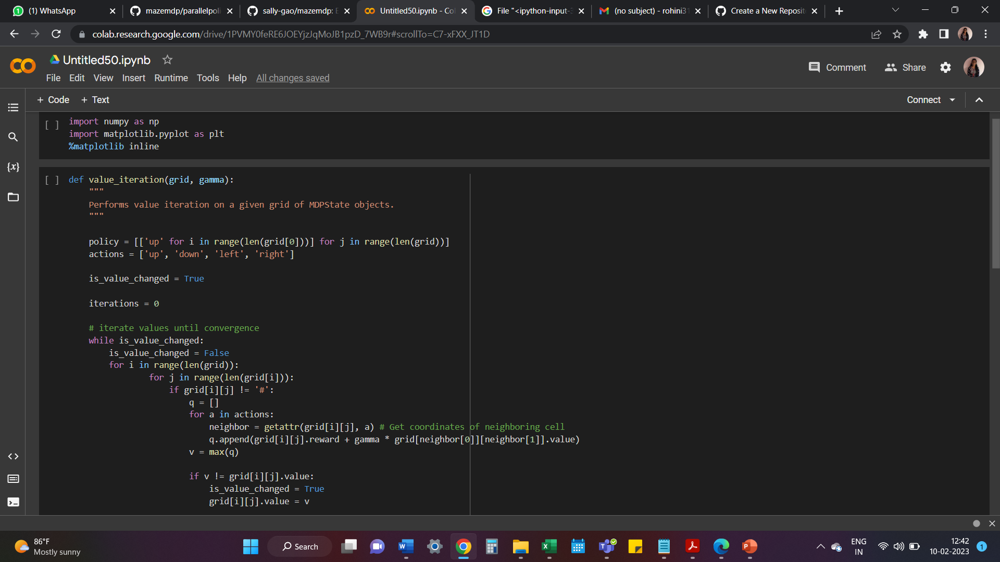 (1) WhatsApp
mazemdp/parallelpoli
sally-gao/mazemdp: E
Untitled50.ipynb - Co
File "<ipython-input-3
(no subject) - rohini31
Create a New Reposit
colab.research.google.com/drive/1PVMY0feRE6JOEYjzJqMoJB1pzD_7WB9r#scrollTo=C7-xFXX_JT1D
Untitled50.ipynb
File Edit View Insert Runtime Tools Help All changes saved
Comment Share
+ Code + Text
Connect
[ ] import numpy as np
import matplotlib.pyplot as plt
%matplotlib inline
[ ] def value_iteration(grid, gamma):
"""
Performs value iteration on a given grid of MDPState objects.
"""
policy = [['up' for i in range(len(grid[0]))] for j in range(len(grid))]
actions = ['up', 'down', 'left', 'right']
is_value_changed = True
iterations = 0
# iterate values until convergence
while is_value_changed:
is_value_changed = False
for i in range(len(grid)):
for j in range(len(grid[i])):
if grid[i][j] != '#':
q = []
for a in actions:
neighbor = getattr(grid[i][j], a) # Get coordinates of neighboring cell
q.append(grid[i][j].reward + gamma * grid[neighbor[0]][neighbor[1]].value)
v = max(q)
if v != grid[i][j].value:
is_value_changed = True
grid[i][j].value = v
86°F
Mostly sunny
Search
ENG
IN
12:42
10-02-2023
1